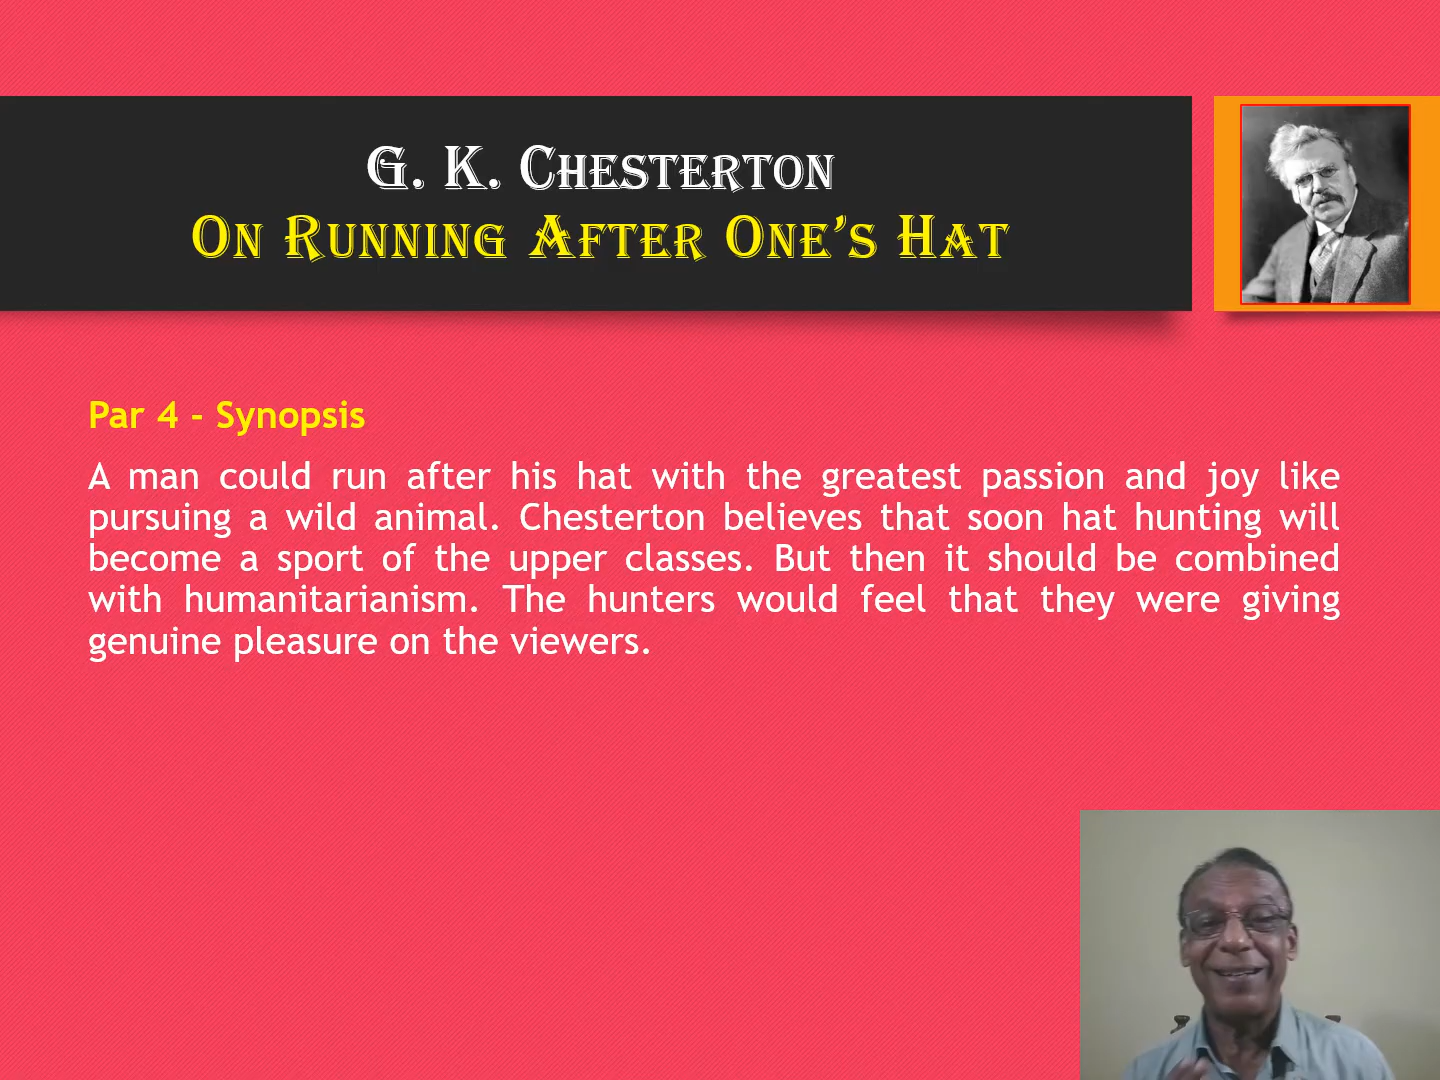 G. K. Chesterton
On Running After One’s Hat
Par 4 – Synopsis
A man could run after his hat with the greatest passion and joy like
pursuing a wild animal. Chesterton believes that soon hat hunting will
become a sport of the upper classes. But then it should be combined
with humanitarianism. The hunters would feel that they were giving
genuine pleasure on the viewers.